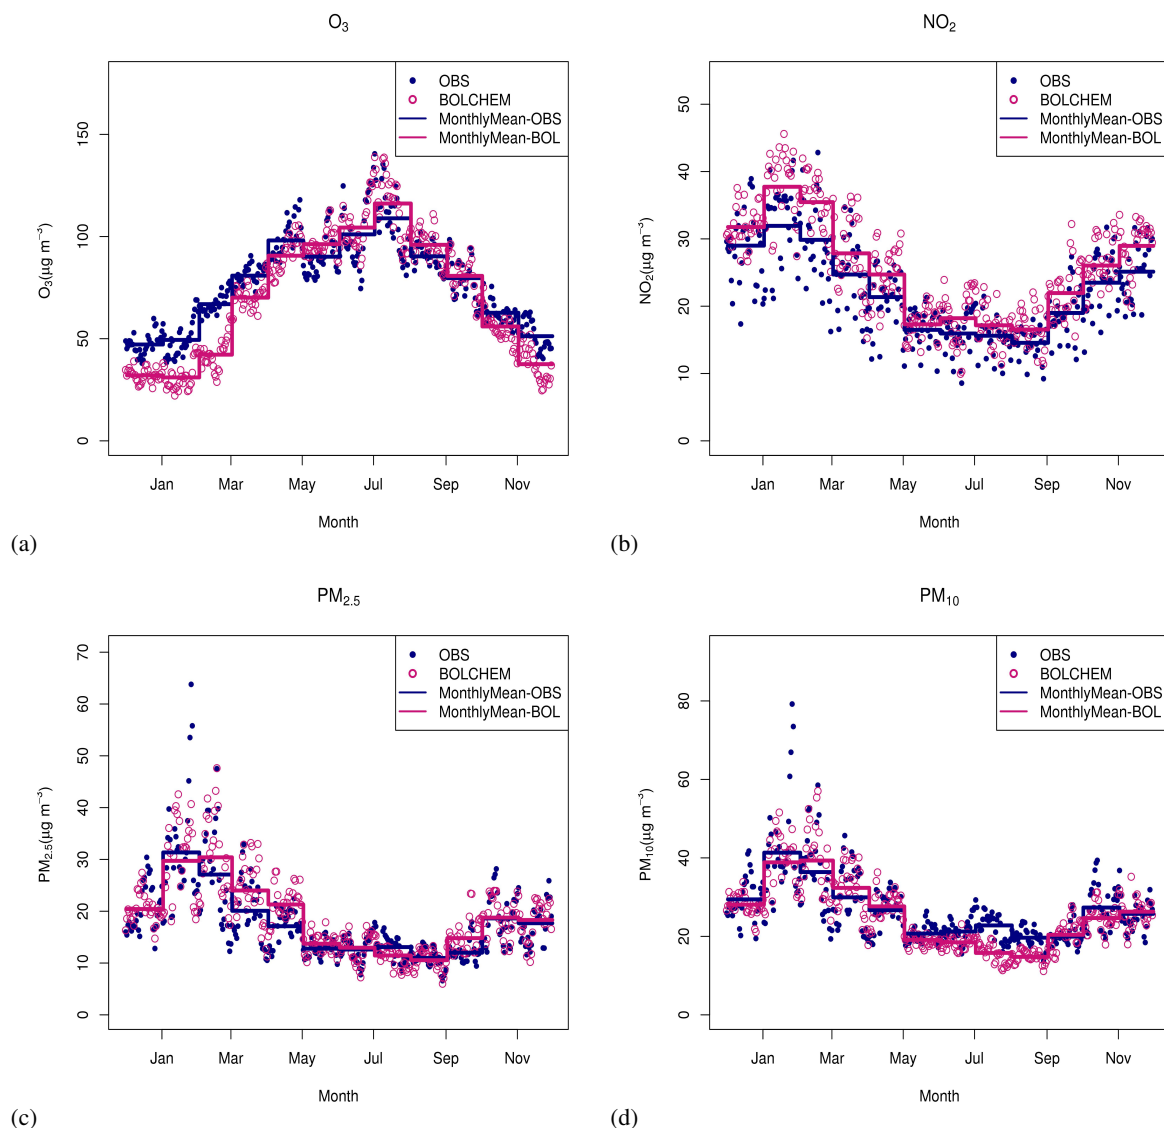 O₃
O₃(µg m⁻³)
150
100
50
0
OBS
BOLCHEM
MonthlyMean-OBS
MonthlyMean-BOL
Jan Mar May Jul Sep Nov
Month
(a)
NO₂
NO₂(µg m⁻³)
50
40
30
20
10
0
OBS
BOLCHEM
MonthlyMean-OBS
MonthlyMean-BOL
Jan Mar May Jul Sep Nov
Month
(b)
PM₂.₅
PM₂.₅(µg m⁻³)
70
60
50
40
30
20
10
0
OBS
BOLCHEM
MonthlyMean-OBS
MonthlyMean-BOL
Jan Mar May Jul Sep Nov
Month
(c)
PM₁₀
PM₁₀(µg m⁻³)
80
60
40
20
0
OBS
BOLCHEM
MonthlyMean-OBS
MonthlyMean-BOL
Jan Mar May Jul Sep Nov
Month
(d)